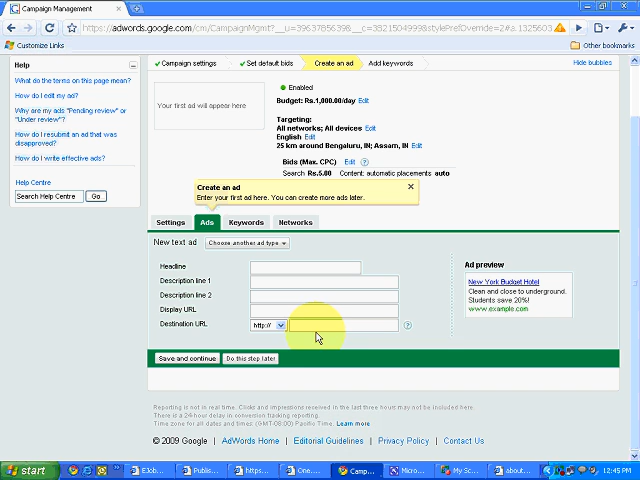 Campaign Management
https://adwords.google.com/cm/CampaignMgmt?__u=396378563
Customize Links
Other bookmarks
Help
What do the terms on this page mean?
How do I edit my ad?
Why are my ads "Pending review" or
"Under review"?
How do I resubmit an ad that was
disapproved?
How do I write effective ads?
Help Centre
Search Help Centre
Go
Campaign settings
Set default bids
Create an ad
Add keywords
Hide bubbles
Your first ad will appear here
Enabled
Budget: Rs.1,000.00/day Edit
Targeting:
All networks; All devices Edit
English Edit
25 km around Bengaluru, IN; Assam, IN Edit
Bids (Max. CPC) Edit ?
Search Rs.5.00 Content: automatic placements auto
Create an ad
Enter your first ad here. You can create more ads later.
Settings
Ads
Keywords
Networks
New text ad
Choose another ad type
Headline
Description line 1
Description line 2
Display URL
Destination URL
http://
?
Ad preview
New York Budget Hotel
Clean and close to underground.
Students save 20%!
www.example.com
Save and continue
Do this step later
Reporting is not in real time. Clicks and impressions received in the last three hours may not be included here.
There is a 24-hour delay in conversion tracking reporting.
Time zone for all dates and times: (GMT-08:00) Pacific Time. Learn more
© 2009 Google | AdWords Home | Editorial Guidelines | Privacy Policy | Contact Us
start
EJob...
Publis...
https...
One...
Camp...
Micro...
My Sc...
about...
12:45 PM